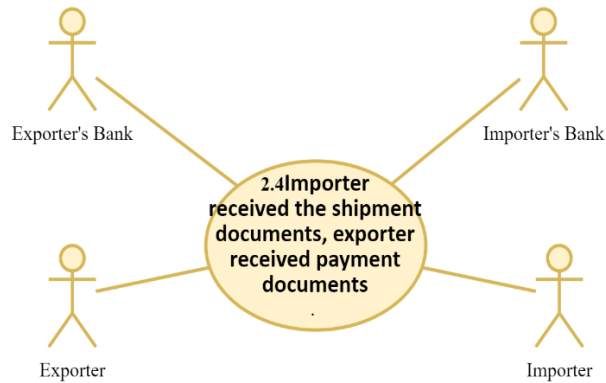 Exporter's Bank
Importer's Bank
2.4Importer
received the shipment
documents, exporter
received payment
documents
.
Exporter
Importer